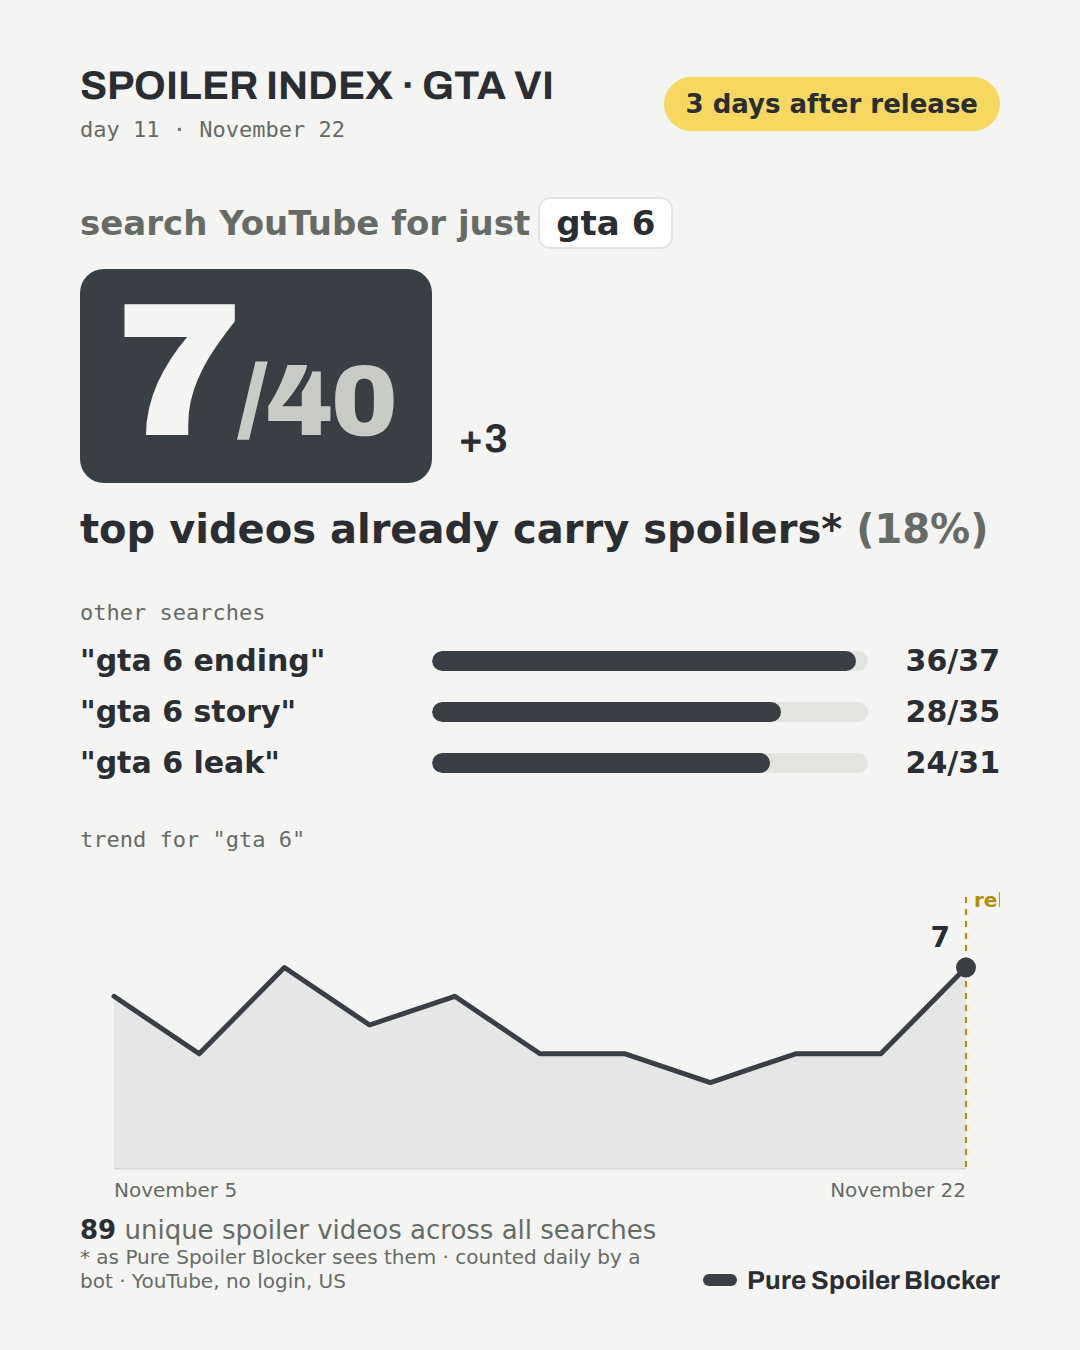 SPOILER INDEX · GTA VI
3 days after release
day 11 · November 22
search YouTube for just gta 6
7/40
+3
top videos already carry spoilers* (18%)
other searches
"gta 6 ending" 36/37
"gta 6 story" 28/35
"gta 6 leak" 24/31
trend for "gta 6"
rel
7
November 5
November 22
89 unique spoiler videos across all searches
* as Pure Spoiler Blocker sees them · counted daily by a
bot · YouTube, no login, US
Pure Spoiler Blocker